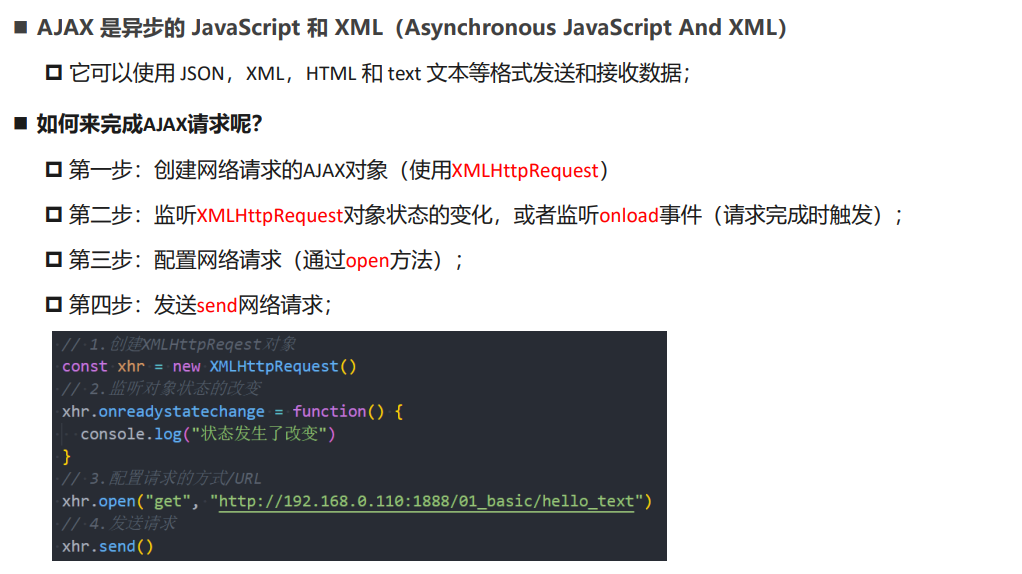 AJAX 是异步的 JavaScript 和 XML（Asynchronous JavaScript And XML）
它可以使用 JSON，XML，HTML 和 text 文本等格式发送和接收数据；
如何来完成AJAX请求呢？
第一步：创建网络请求的AJAX对象（使用XMLHttpRequest）
第二步：监听XMLHttpRequest对象状态的变化，或者监听onload事件（请求完成时触发）；
第三步：配置网络请求（通过open方法）；
第四步：发送send网络请求；
// 1.创建XMLHttpReqest对象
const xhr = new XMLHttpRequest()
// 2.监听对象状态的改变
xhr.onreadystatechange = function() {
  console.log("状态发生了改变")
}
// 3.配置请求的方式/URL
xhr.open("get", "http://192.168.0.110:1888/01_basic/hello_text")
// 4.发送请求
xhr.send()